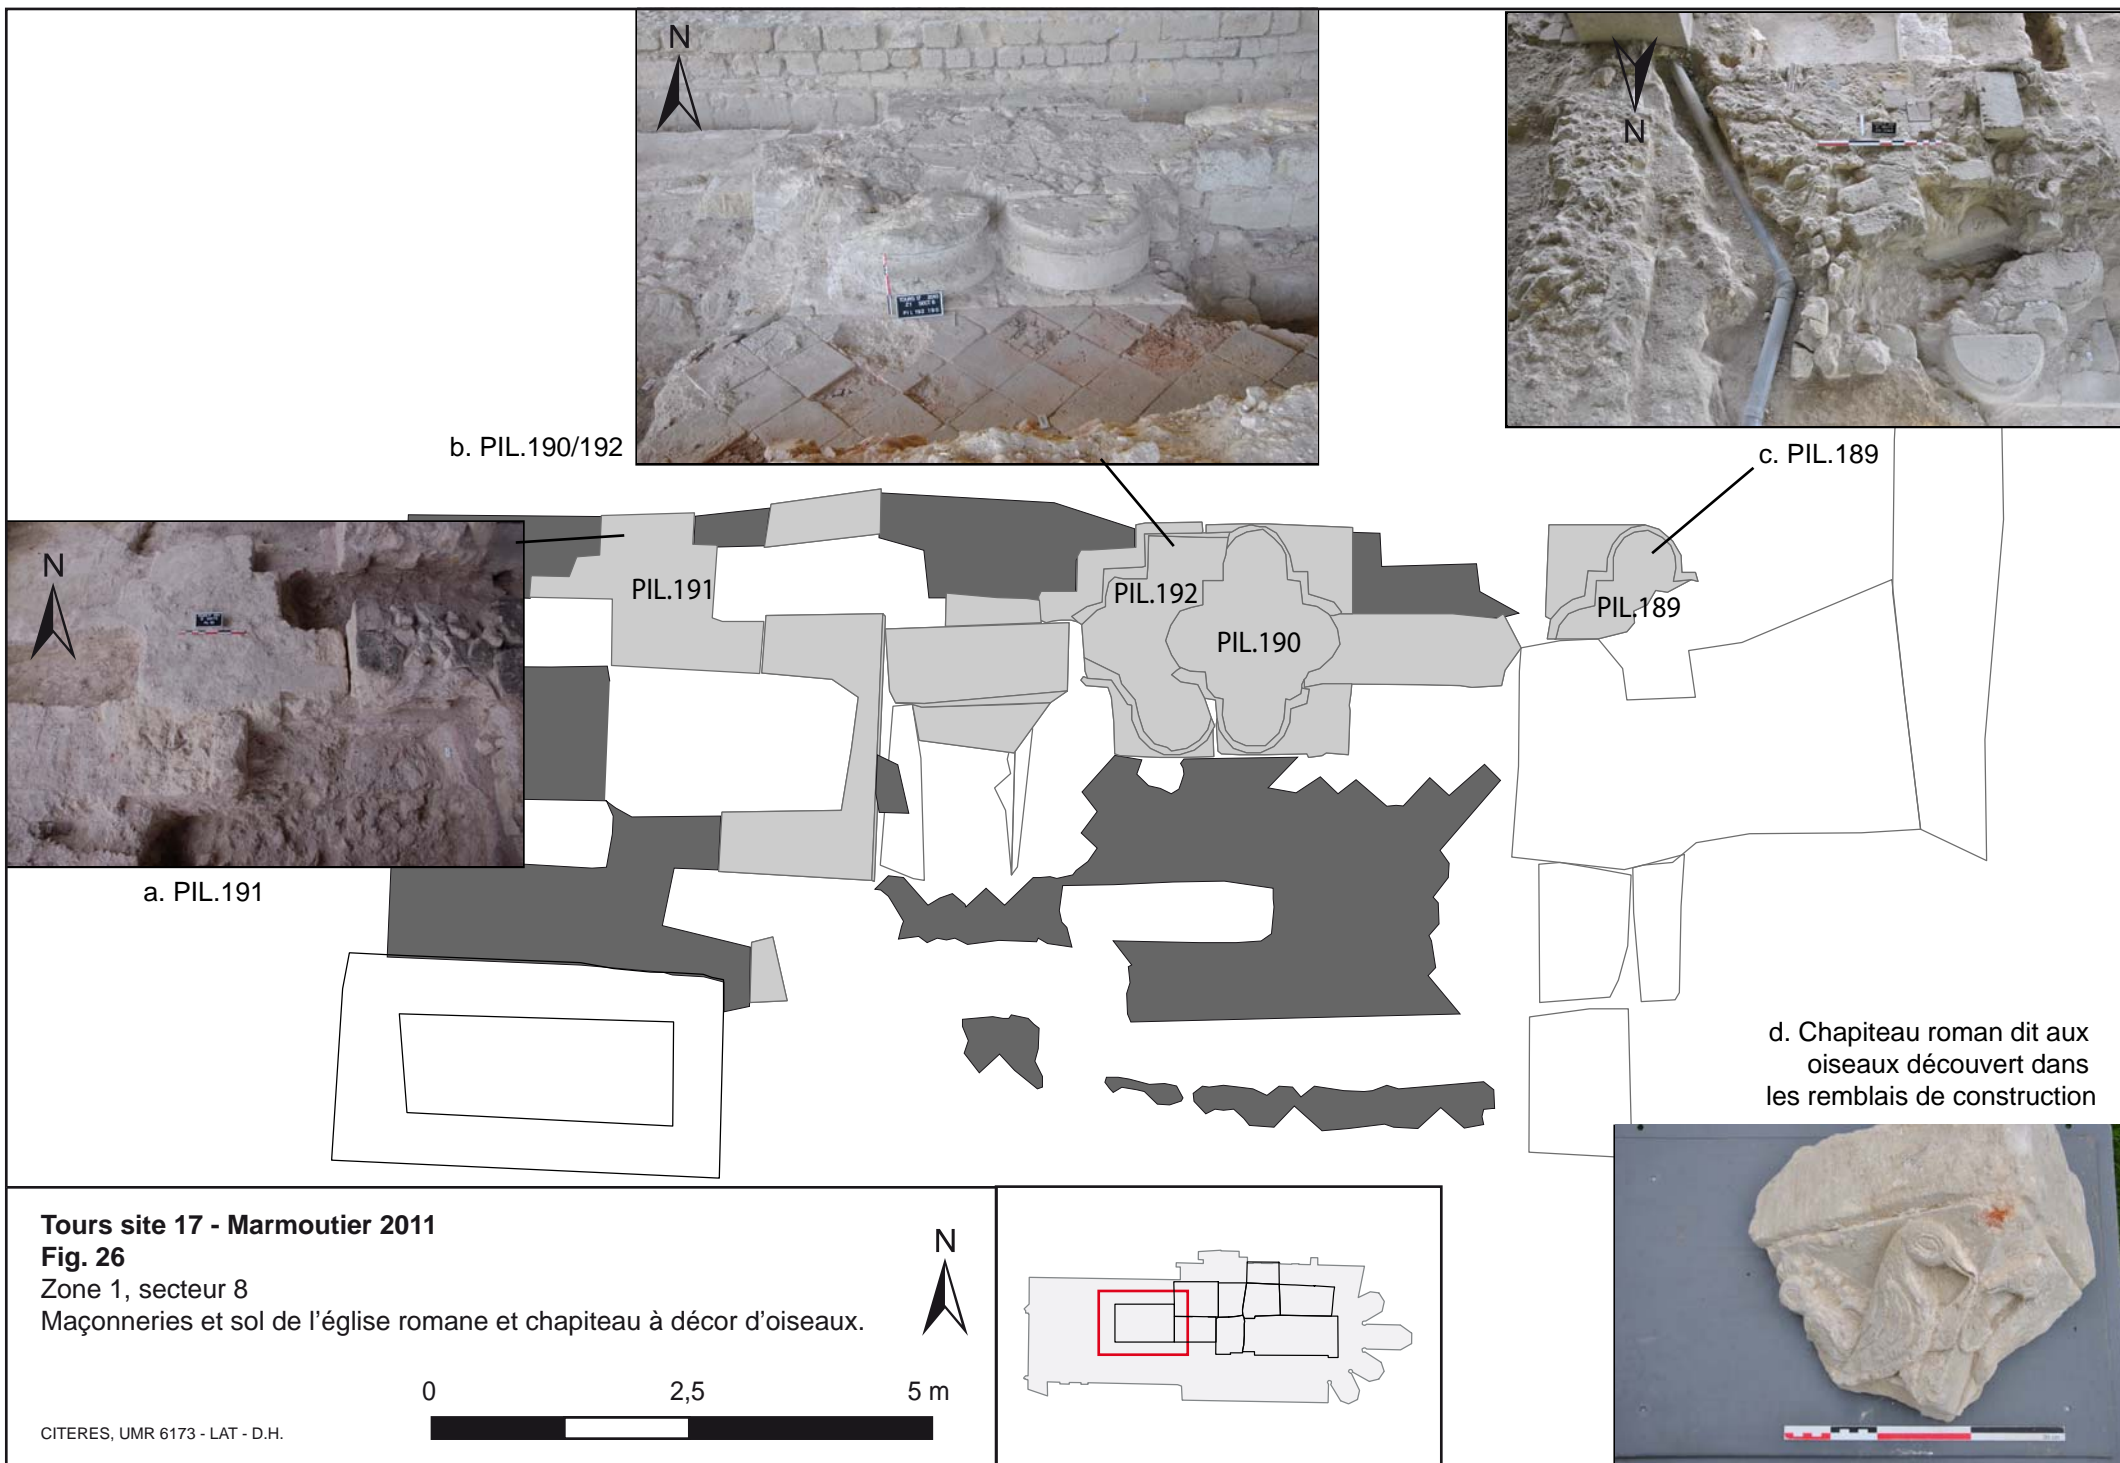 N
N
b. PIL.190/192
c. PIL.189
N
PIL.191
PIL.192
PIL.190
PIL.189
a. PIL.191
d. Chapiteau roman dit aux
oiseaux découvert dans
les remblais de construction
Tours site 17 - Marmoutier 2011
Fig. 26
Zone 1, secteur 8
Maçonneries et sol de l'église romane et chapiteau à décor d'oiseaux.
N
0 2,5 5 m
CITERES, UMR 6173 - LAT - D.H.